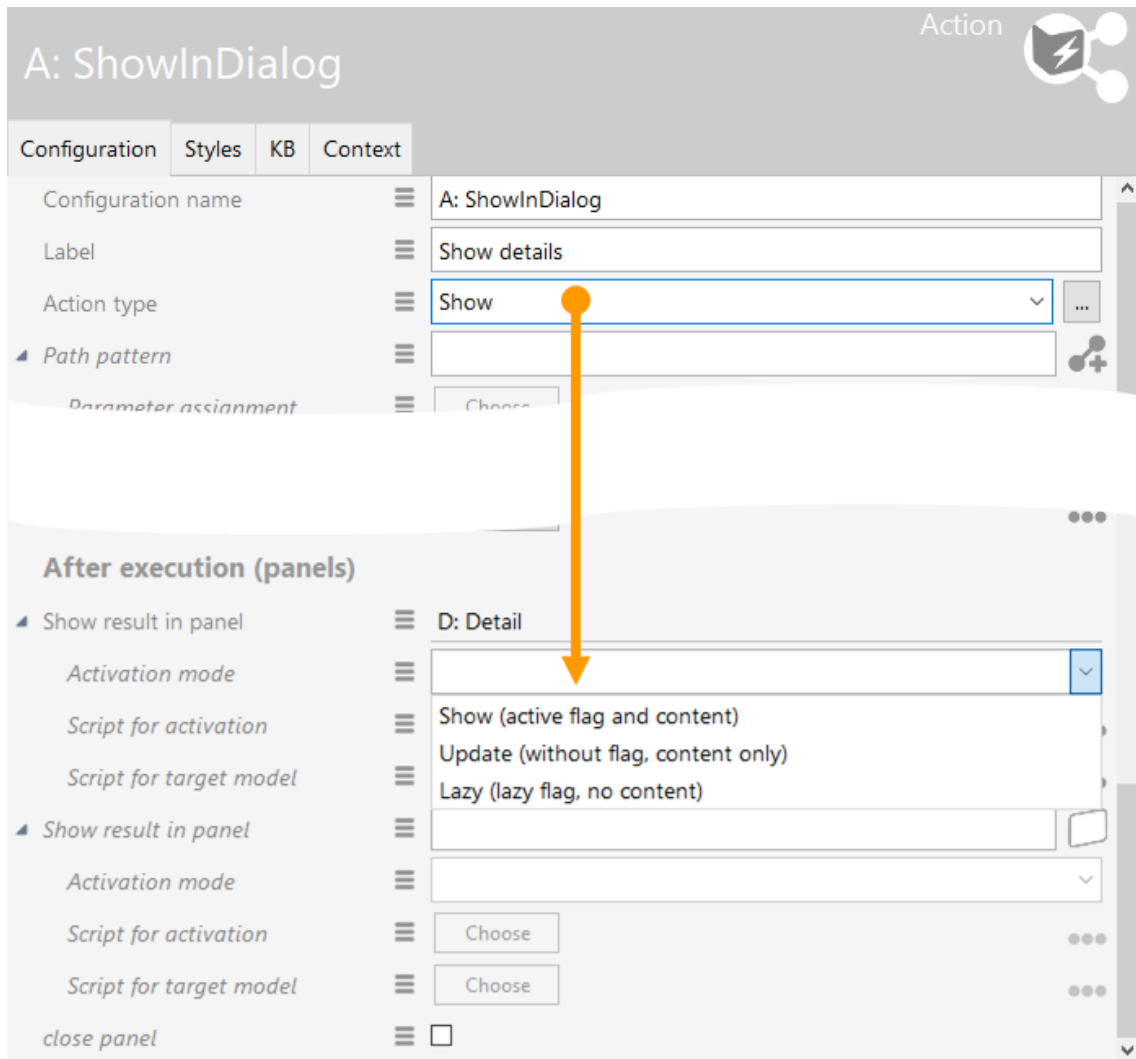 Action
A: ShowInDialog
Configuration Styles KB Context
Configuration name A: ShowInDialog
Label Show details
Action type Show ...
Path pattern
Parameter assignment Choose
After execution (panels)
Show result in panel D: Detail
Activation mode
Show (active flag and content)
Script for activation
Update (without flag, content only)
Script for target model
Lazy (lazy flag, no content)
Show result in panel
Activation mode
Script for activation Choose
Script for target model Choose
close panel